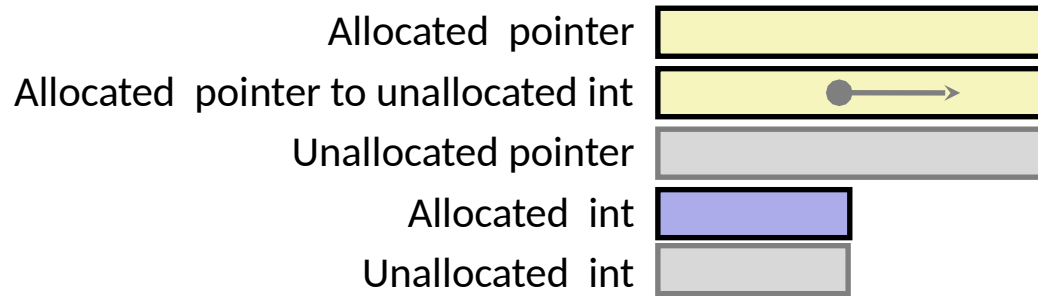 Allocated pointer
Allocated pointer to unallocated int
Unallocated pointer
Allocated int
Unallocated int